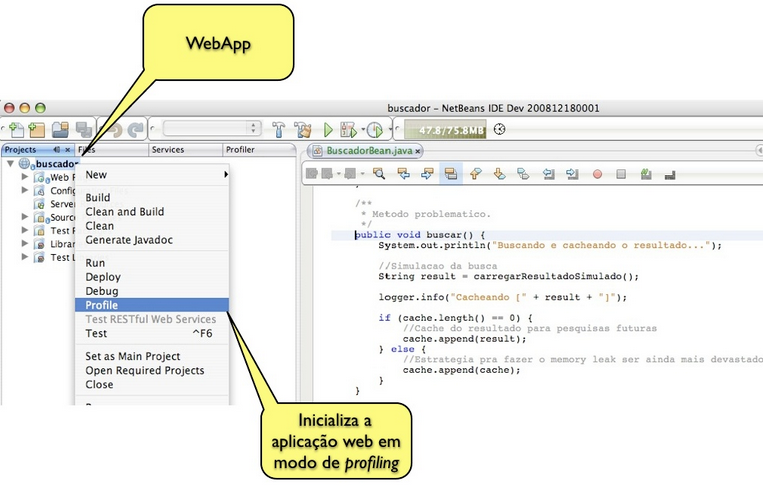 WebApp
buscador – NetBeans IDE Dev 200812180001
47.8/75.8MB
Projects
Files
Services
Profiler
BuscadorBean.java
buscador
Web P
Config
Server
Source
Test P
Librar
Test L
New
Build
Clean and Build
Clean
Generate Javadoc
Run
Deploy
Debug
Profile
Test RESTful Web Services
Test ^F6
Set as Main Project
Open Required Projects
Close
/**
* Metodo problematico.
*/
public void buscar() {
System.out.println("Buscando e cacheando o resultado...");
//Simulacao da busca
String result = carregarResultadoSimulado();
logger.info("Cacheando [" + result + "]");
if (cache.length() == 0) {
//Cache do resultado para pesquisas futuras
cache.append(result);
} else {
//Estrategia pra fazer o memory leak ser ainda mais devastado
cache.append(cache);
}
}
Inicializa a
aplicação web em
modo de profiling